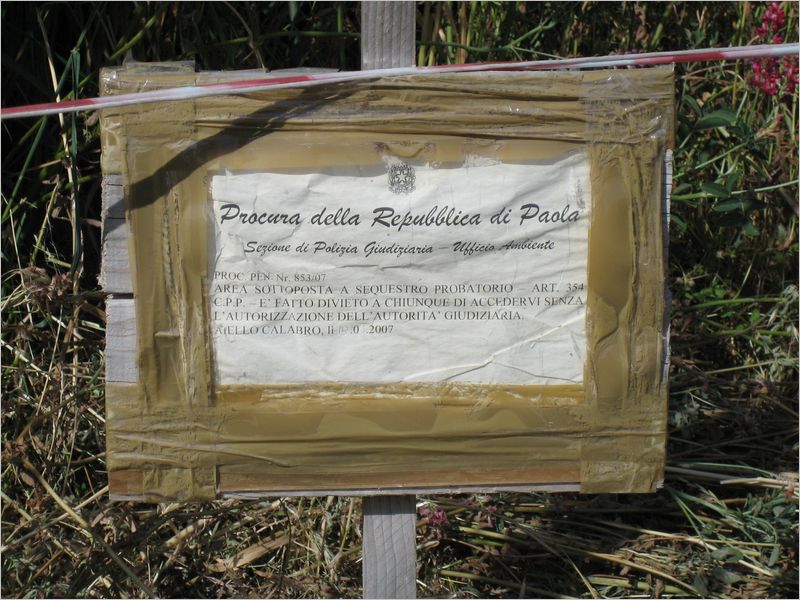 Procura della Repubblica di Paola
Sezione di Polizia Giudiziaria – Ufficio Ambiente
PROC. PEN. Nr. 853/07
AREA SOTTOPOSTA A SEQUESTRO PROBATORIO – ART. 354
C.P.P. – E' FATTO DIVIETO A CHIUNQUE DI ACCEDERVI SENZA
L'AUTORIZZAZIONE DELL'AUTORITA' GIUDIZIARIA.
AIELLO CALABRO, lì 2007